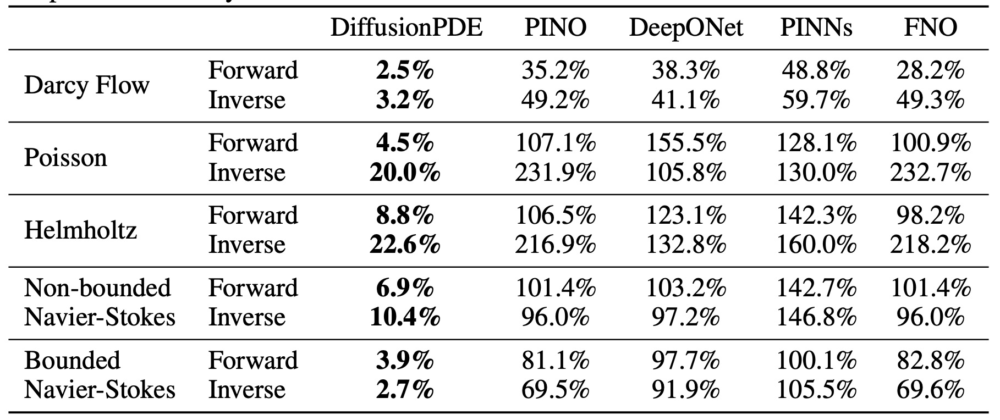 DiffusionPDE PINO DeepONet PINNs FNO
Darcy Flow Forward 2.5% 35.2% 38.3% 48.8% 28.2%
Inverse 3.2% 49.2% 41.1% 59.7% 49.3%
Poisson Forward 4.5% 107.1% 155.5% 128.1% 100.9%
Inverse 20.0% 231.9% 105.8% 130.0% 232.7%
Helmholtz Forward 8.8% 106.5% 123.1% 142.3% 98.2%
Inverse 22.6% 216.9% 132.8% 160.0% 218.2%
Non-bounded Forward 6.9% 101.4% 103.2% 142.7% 101.4%
Navier-Stokes Inverse 10.4% 96.0% 97.2% 146.8% 96.0%
Bounded Forward 3.9% 81.1% 97.7% 100.1% 82.8%
Navier-Stokes Inverse 2.7% 69.5% 91.9% 105.5% 69.6%